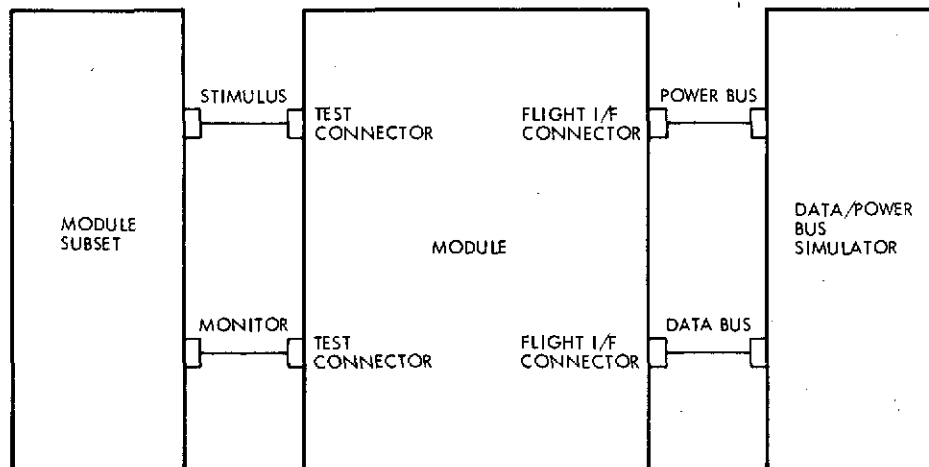 STIMULUS
TEST
CONNECTOR
FLIGHT I/F
CONNECTOR
POWER BUS
MODULE
SUBSET
MODULE
DATA/POWER
BUS
SIMULATOR
MONITOR
TEST
CONNECTOR
FLIGHT I/F
CONNECTOR
DATA BUS